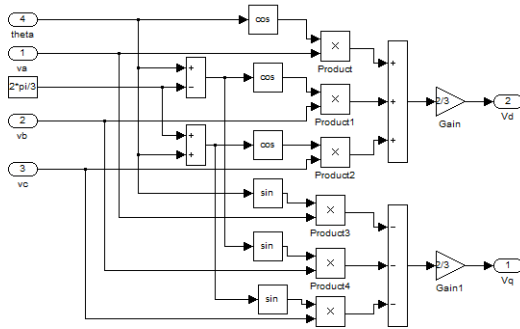 4
theta
cos
×
Product
1
va
2*pi/3
+
−
cos
×
Product1
2
vb
+
+
cos
×
Product2
3
vc
+
+
+
2/3
Gain
2
Vd
sin
×
Product3
sin
×
Product4
sin
×
−
−
−
2/3
Gain1
1
Vq